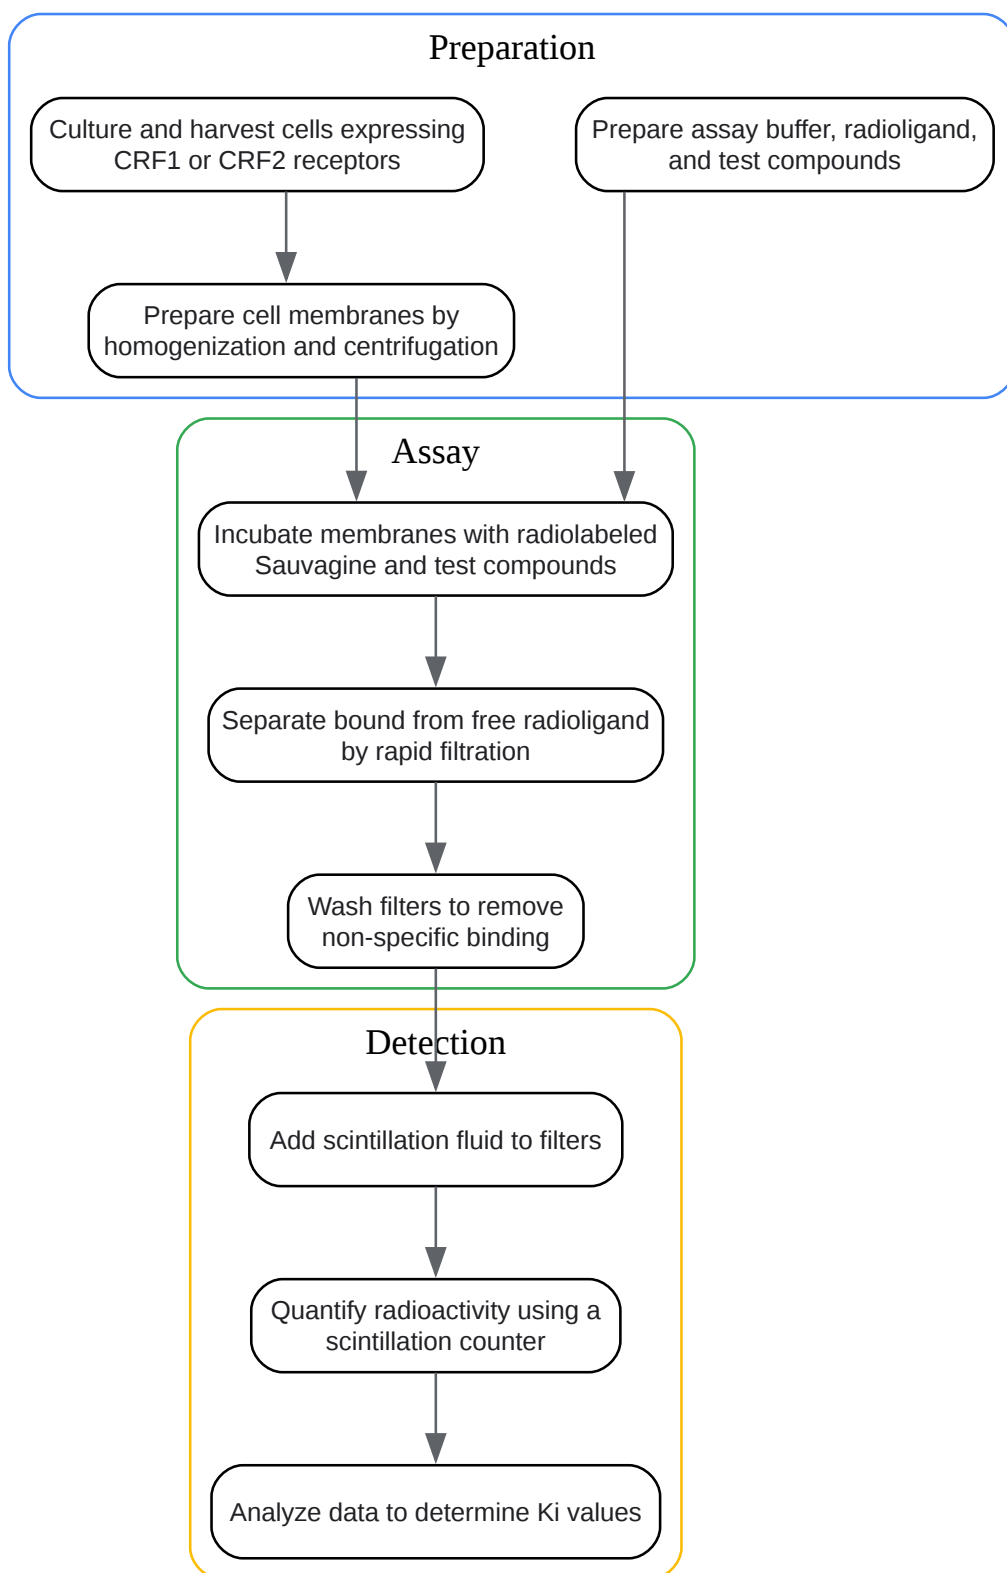 Preparation
Culture and harvest cells expressing
CRF1 or CRF2 receptors
Prepare assay buffer, radioligand,
and test compounds
Prepare cell membranes by
homogenization and centrifugation
Assay
Incubate membranes with radiolabeled
Sauvagine and test compounds
Separate bound from free radioligand
by rapid filtration
Wash filters to remove
non-specific binding
Detection
Add scintillation fluid to filters
Quantify radioactivity using a
scintillation counter
Analyze data to determine Ki values